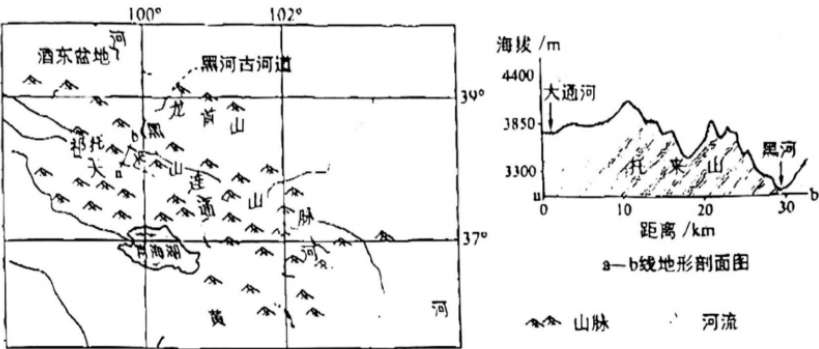 100° 102°
河
酒东盆地
黑河古河道
39°
龙首山
黑
b
祁 托
来 山
大 a
连
通 山
脉
37°
河
青海湖
黄
河
海拔/m
4400
大通河
3850
托来山
黑河
3300
a b
0 10 20 30
距离/km
a—b线地形剖面图
山脉 河流